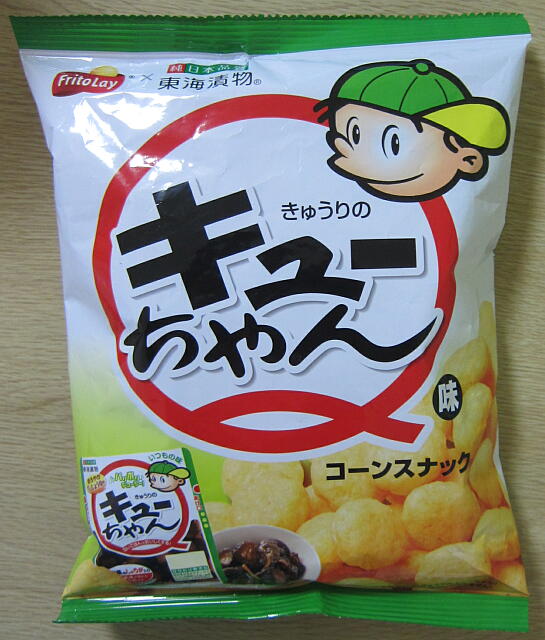 FritoLay® × 東海漬物®
きゅうりの
キュー
ちゃん
味
コーンスナック
いつもの味
きゅうりの
キュー
ちゃん